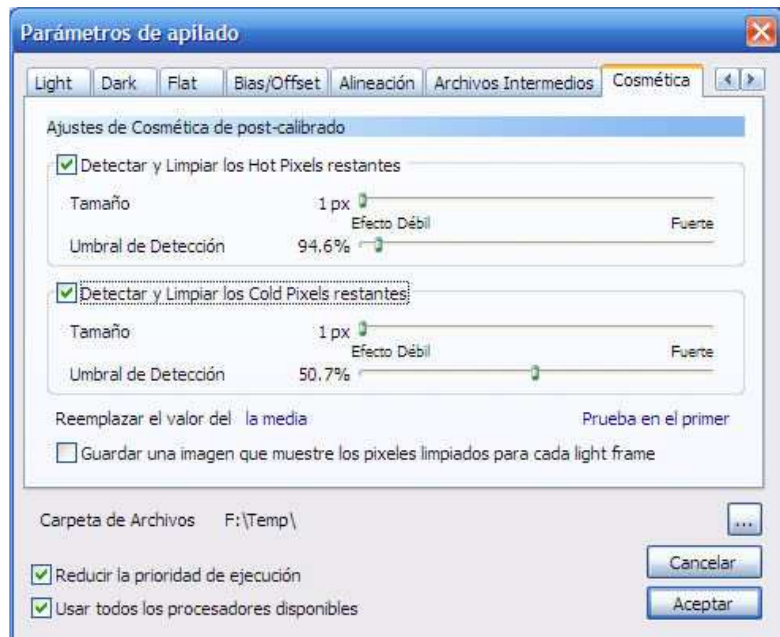 Parámetros de apilado
Light Dark Flat Bias/Offset Alineación Archivos Intermedios Cosmética
Ajustes de Cosmética de post-calibrado
Detectar y Limpiar los Hot Pixels restantes
Tamaño 1 px
Efecto Débil Fuerte
Umbral de Detección 94.6%
Detectar y Limpiar los Cold Pixels restantes
Tamaño 1 px
Efecto Débil Fuerte
Umbral de Detección 50.7%
Reemplazar el valor del la media Prueba en el primer
Guardar una imagen que muestre los pixeles limpiados para cada light frame
Carpeta de Archivos F:\Temp\ ...
Cancelar
Reducir la prioridad de ejecución
Usar todos los procesadores disponibles Aceptar